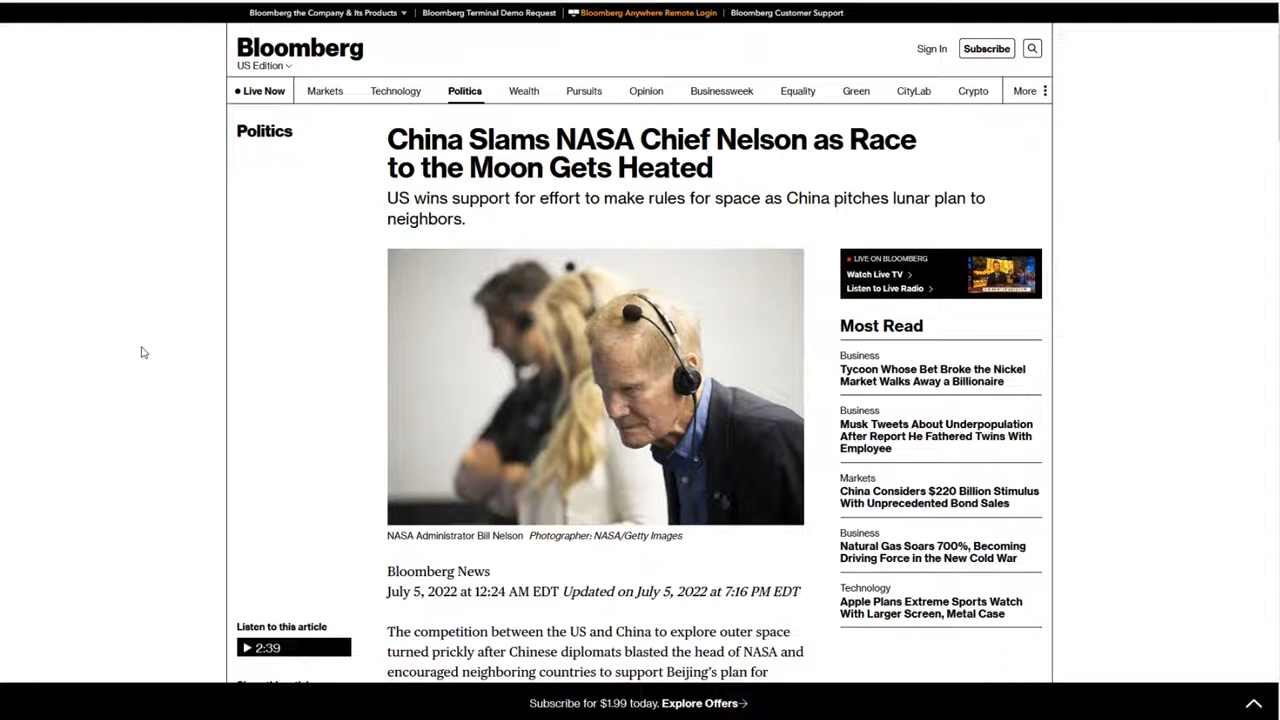 Bloomberg the Company & Its Products
Bloomberg Terminal Demo Request
Bloomberg Anywhere Remote Login
Bloomberg Customer Support
Bloomberg
US Edition
Sign In
Subscribe
Live Now
Markets
Technology
Politics
Wealth
Pursuits
Opinion
Businessweek
Equality
Green
CityLab
Crypto
More
Politics
China Slams NASA Chief Nelson as Race
to the Moon Gets Heated
US wins support for effort to make rules for space as China pitches lunar plan to
neighbors.
NASA Administrator Bill Nelson Photographer: NASA/Getty Images
Bloomberg News
July 5, 2022 at 12:24 AM EDT Updated on July 5, 2022 at 7:16 PM EDT
Listen to this article
2:39
The competition between the US and China to explore outer space
turned prickly after Chinese diplomats blasted the head of NASA and
encouraged neighboring countries to support Beijing's plan for
LIVE ON BLOOMBERG
Watch Live TV
Listen to Live Radio
Most Read
Business
Tycoon Whose Bet Broke the Nickel
Market Walks Away a Billionaire
Business
Musk Tweets About Underpopulation
After Report He Fathered Twins With
Employee
Markets
China Considers $220 Billion Stimulus
With Unprecedented Bond Sales
Business
Natural Gas Soars 700%, Becoming
Driving Force in the New Cold War
Technology
Apple Plans Extreme Sports Watch
With Larger Screen, Metal Case
Subscribe for $1.99 today. Explore Offers